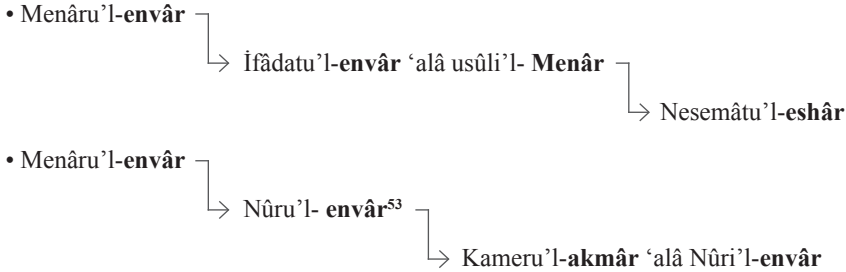 • Menâru’l-envâr
İfâdatu’l-envâr ‘alâ usûli’l- Menâr
Nesemâtu’l-eshâr
• Menâru’l-envâr
Nûru’l- envâr53
Kameru’l-akmâr ‘alâ Nûri’l-envâr